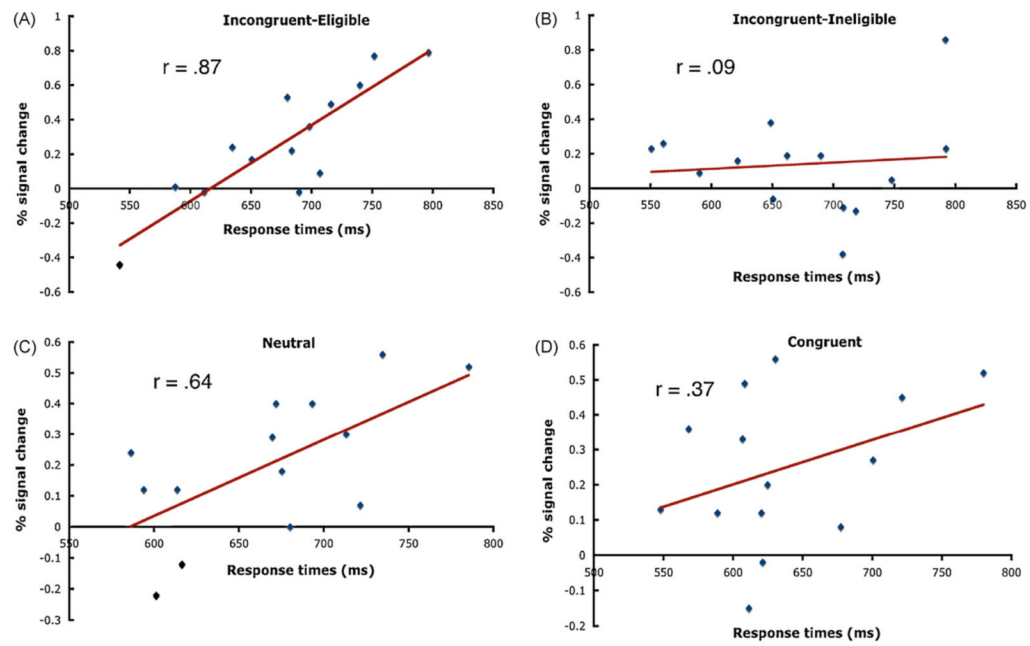 (A)
Incongruent-Eligible
r = .87
1
0.8
0.6
0.4
0.2
0
-0.2
-0.4
-0.6
500 550 600 650 700 750 800 850
% signal change
Response times (ms)
(B)
Incongruent-Ineligible
r = .09
1
0.8
0.6
0.4
0.2
0
-0.2
-0.4
-0.6
500 550 600 650 700 750 800 850
% signal change
Response times (ms)
(C)
Neutral
r = .64
0.6
0.5
0.4
0.3
0.2
0.1
0
-0.1
-0.2
-0.3
550 600 650 700 750 800
% signal change
Response times (ms)
(D)
Congruent
r = .37
0.6
0.5
0.4
0.3
0.2
0.1
0
-0.1
-0.2
500 550 600 650 700 750 800
% signal change
Response times (ms)